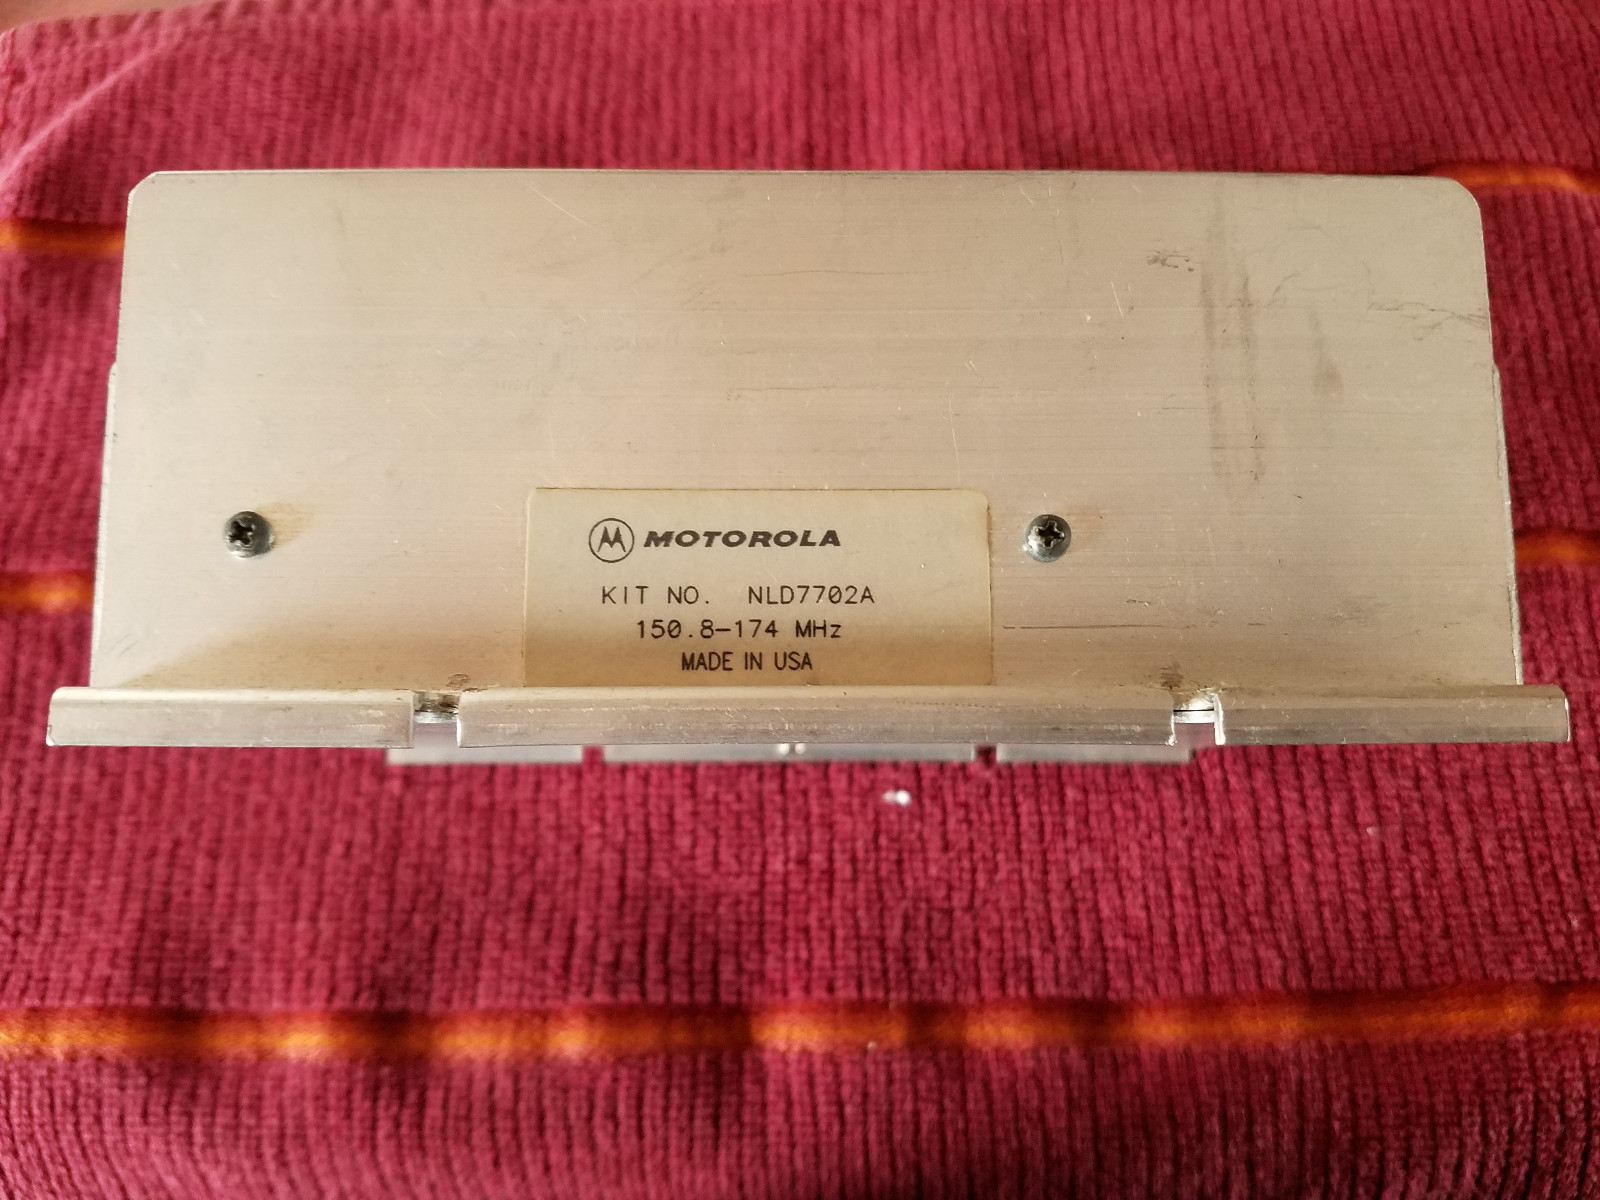 MOTOROLA
KIT NO. NLD7702A
150.8-174 MHz
MADE IN USA